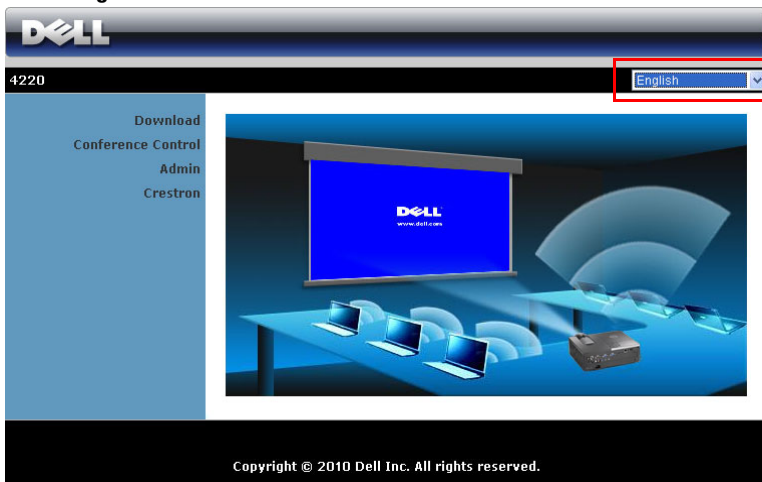 DELL
4220
English
Download
Conference Control
Admin
Crestron
DELL
www.dell.com
Copyright © 2010 Dell Inc. All rights reserved.